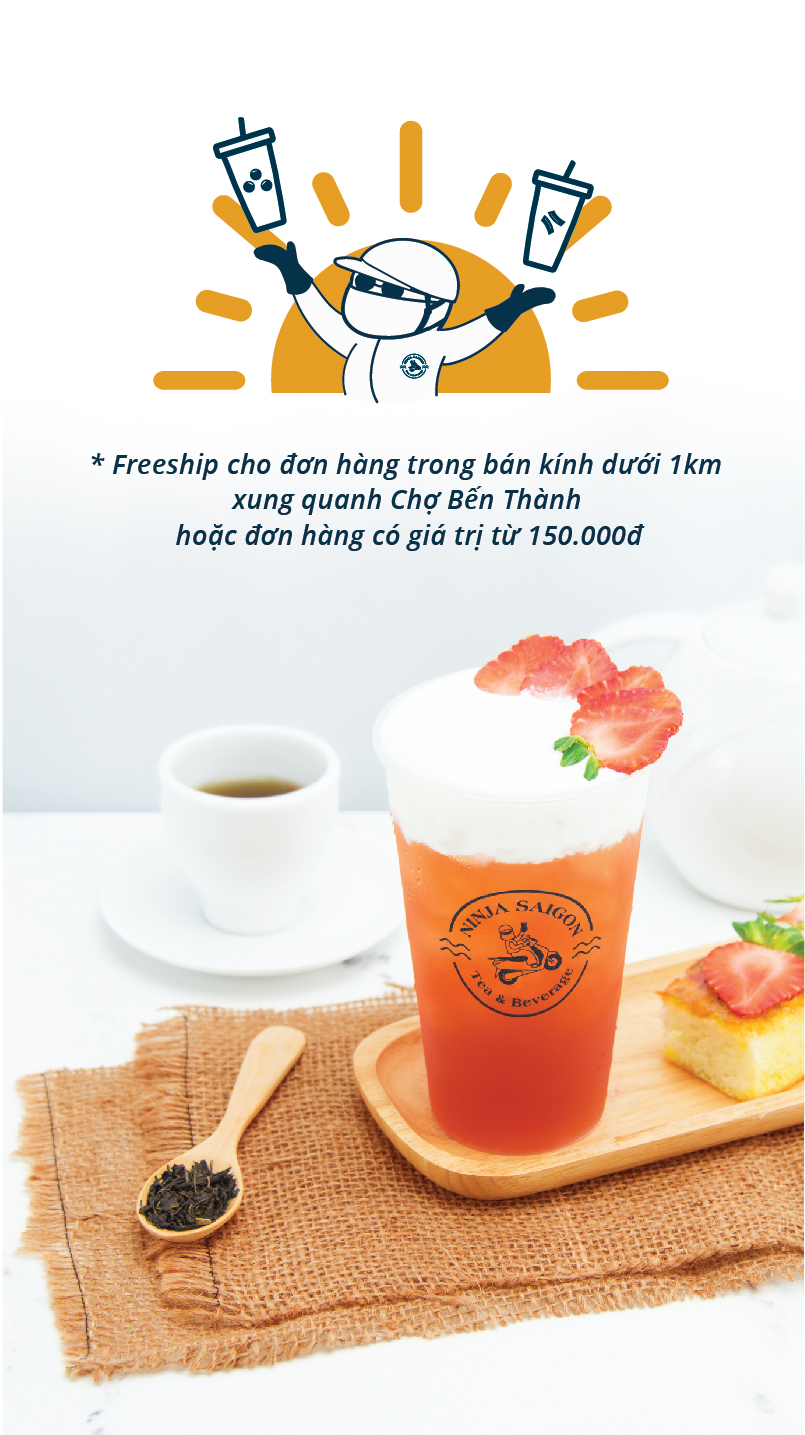 * Freeship cho đơn hàng trong bán kính dưới 1km
xung quanh Chợ Bến Thành
hoặc đơn hàng có giá trị từ 150.000đ
NINJA SAIGON
Tea & Beverage